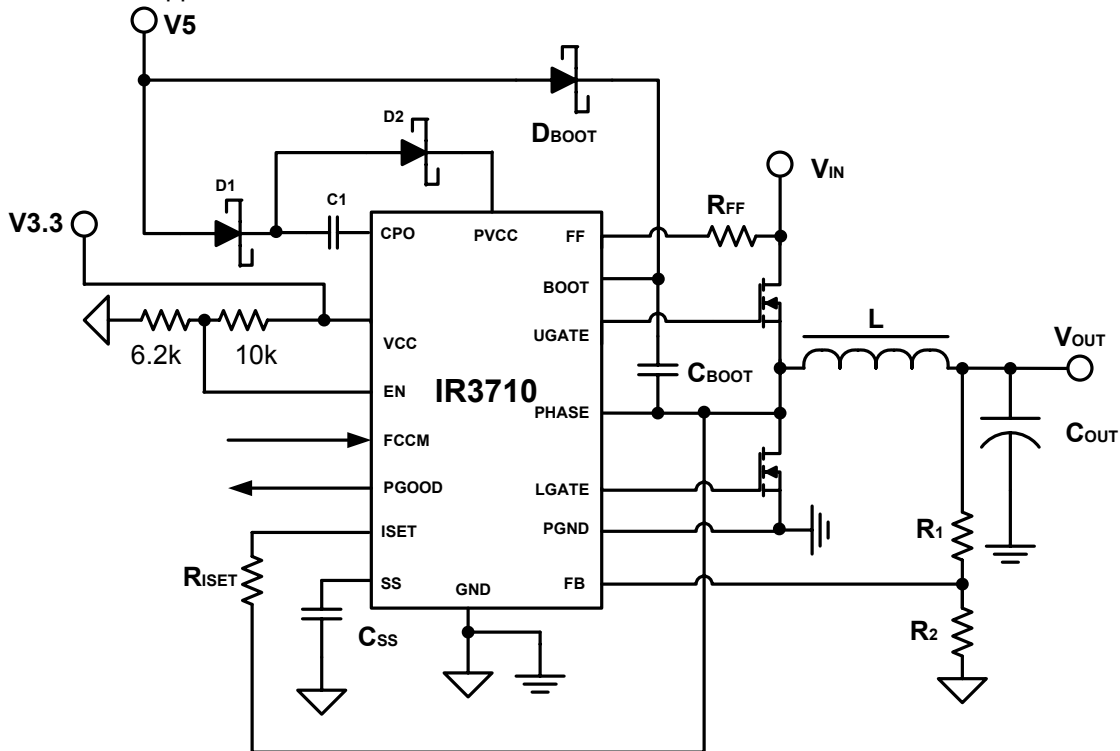 V5
DBOOT
D2
D1
C1
V3.3
VIN
RFF
CPO
PVCC
FF
BOOT
UGATE
L
VOUT
6.2k
10k
VCC
CBOOT
EN
IR3710
PHASE
COUT
FCCM
PGOOD
LGATE
ISET
PGND
R1
RISET
SS
GND
FB
CSS
R2